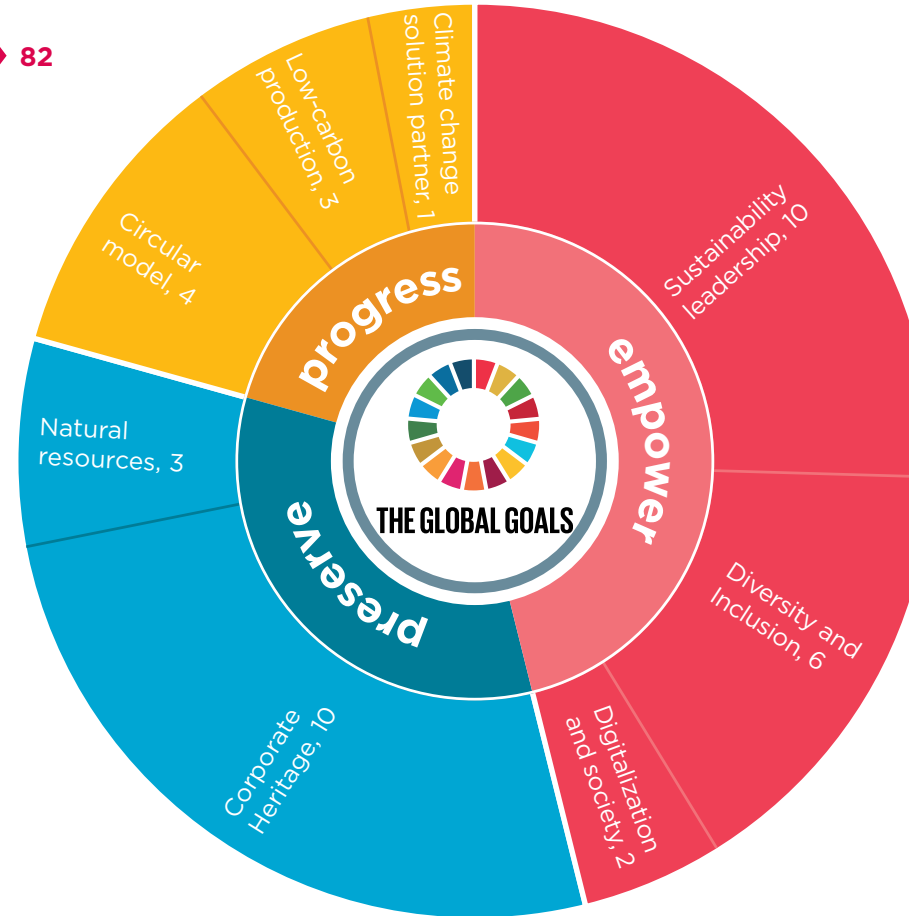 82
Climate change
solution partner, 1
Low-carbon
production, 3
Circular
model, 4
Natural
resources, 3
Corporate
Heritage, 10
Sustainability
leadership, 10
Diversity and
Inclusion, 6
Digitalization
and society, 2
progress
empower
preserve
THE GLOBAL GOALS